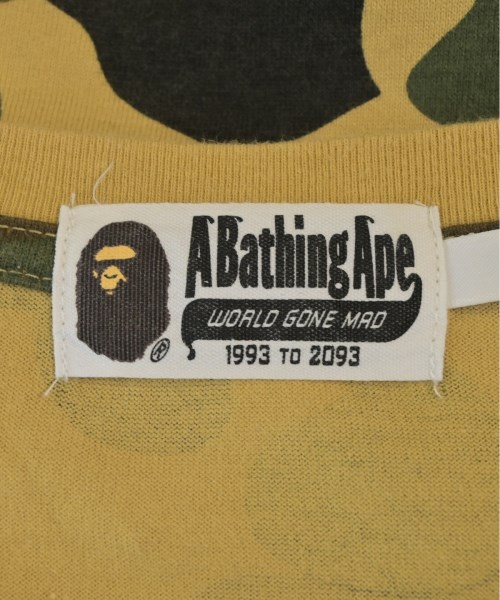 A Bathing Ape
WORLD GONE MAD
®
1993 TO 2093